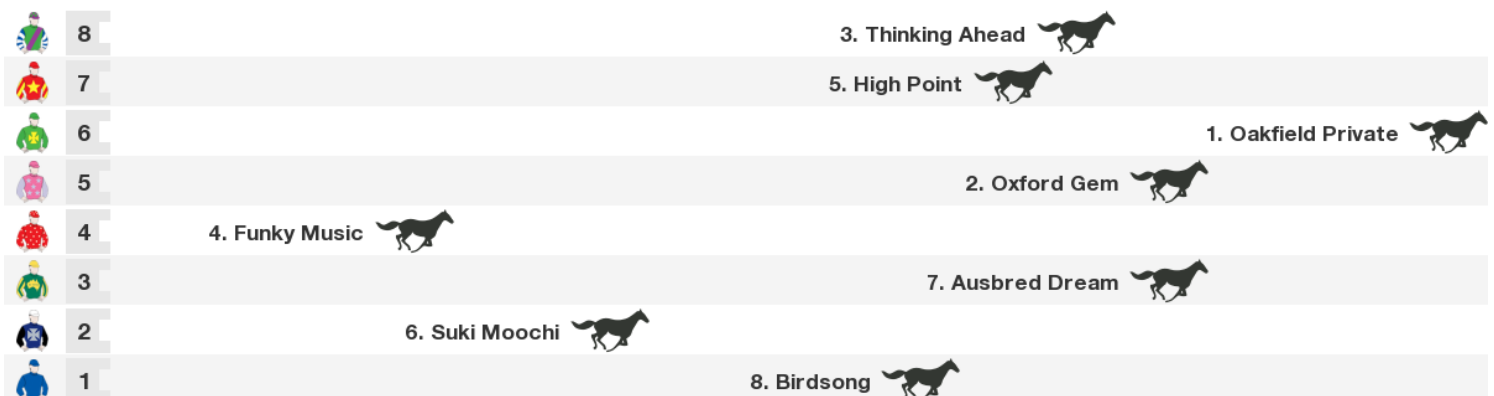 8 3. Thinking Ahead
7 5. High Point
6 1. Oakfield Private
5 2. Oxford Gem
4 4. Funky Music
3 7. Ausbred Dream
2 6. Suki Moochi
1 8. Birdsong